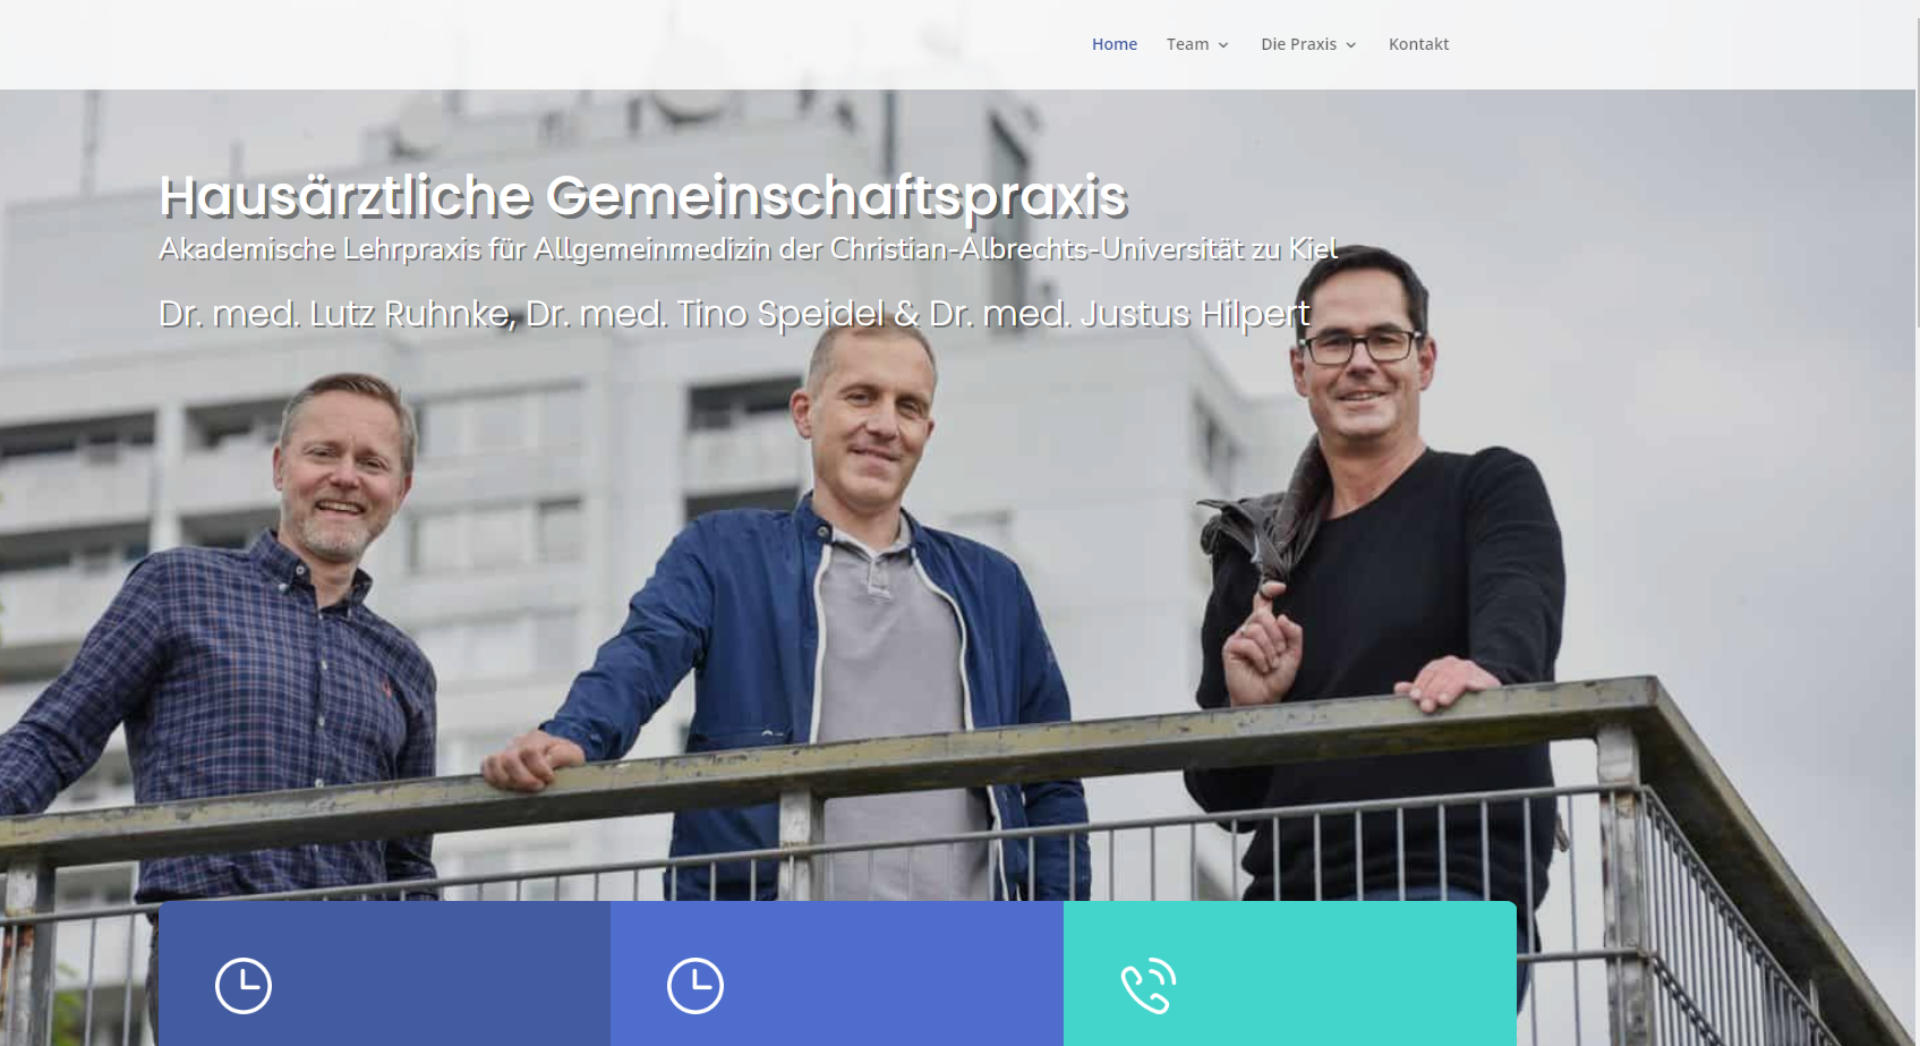 Home Team Die Praxis Kontakt
Hausärztliche Gemeinschaftspraxis
Akademische Lehrpraxis für Allgemeinmedizin der Christian-Albrechts-Universität zu Kiel
Dr. med. Lutz Ruhnke, Dr. med. Tino Speidel & Dr. med. Justus Hilpert